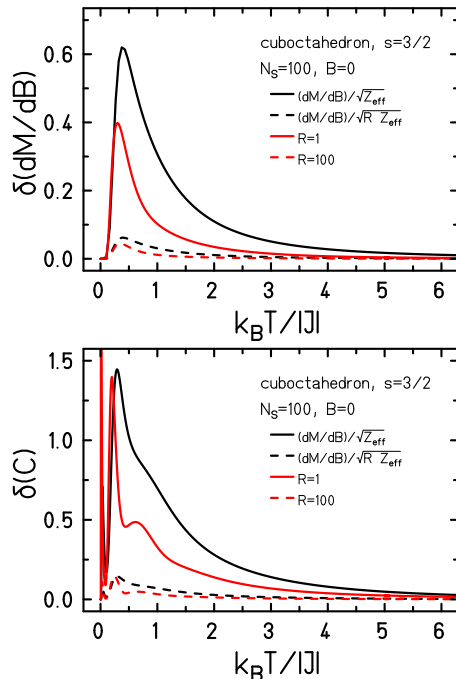 δ(dM/dB)
0.6
0.4
0.2
0.0
cuboctahedron, s=3/2
N_S=100, B=0
(dM/dB)/√Z_eff
(dM/dB)/√R Z_eff
R=1
R=100
0 1 2 3 4 5 6
k_B T/|J|
δ(C)
1.5
1.0
0.5
0.0
cuboctahedron, s=3/2
N_S=100, B=0
(dM/dB)/√Z_eff
(dM/dB)/√R Z_eff
R=1
R=100
0 1 2 3 4 5 6
k_B T/|J|